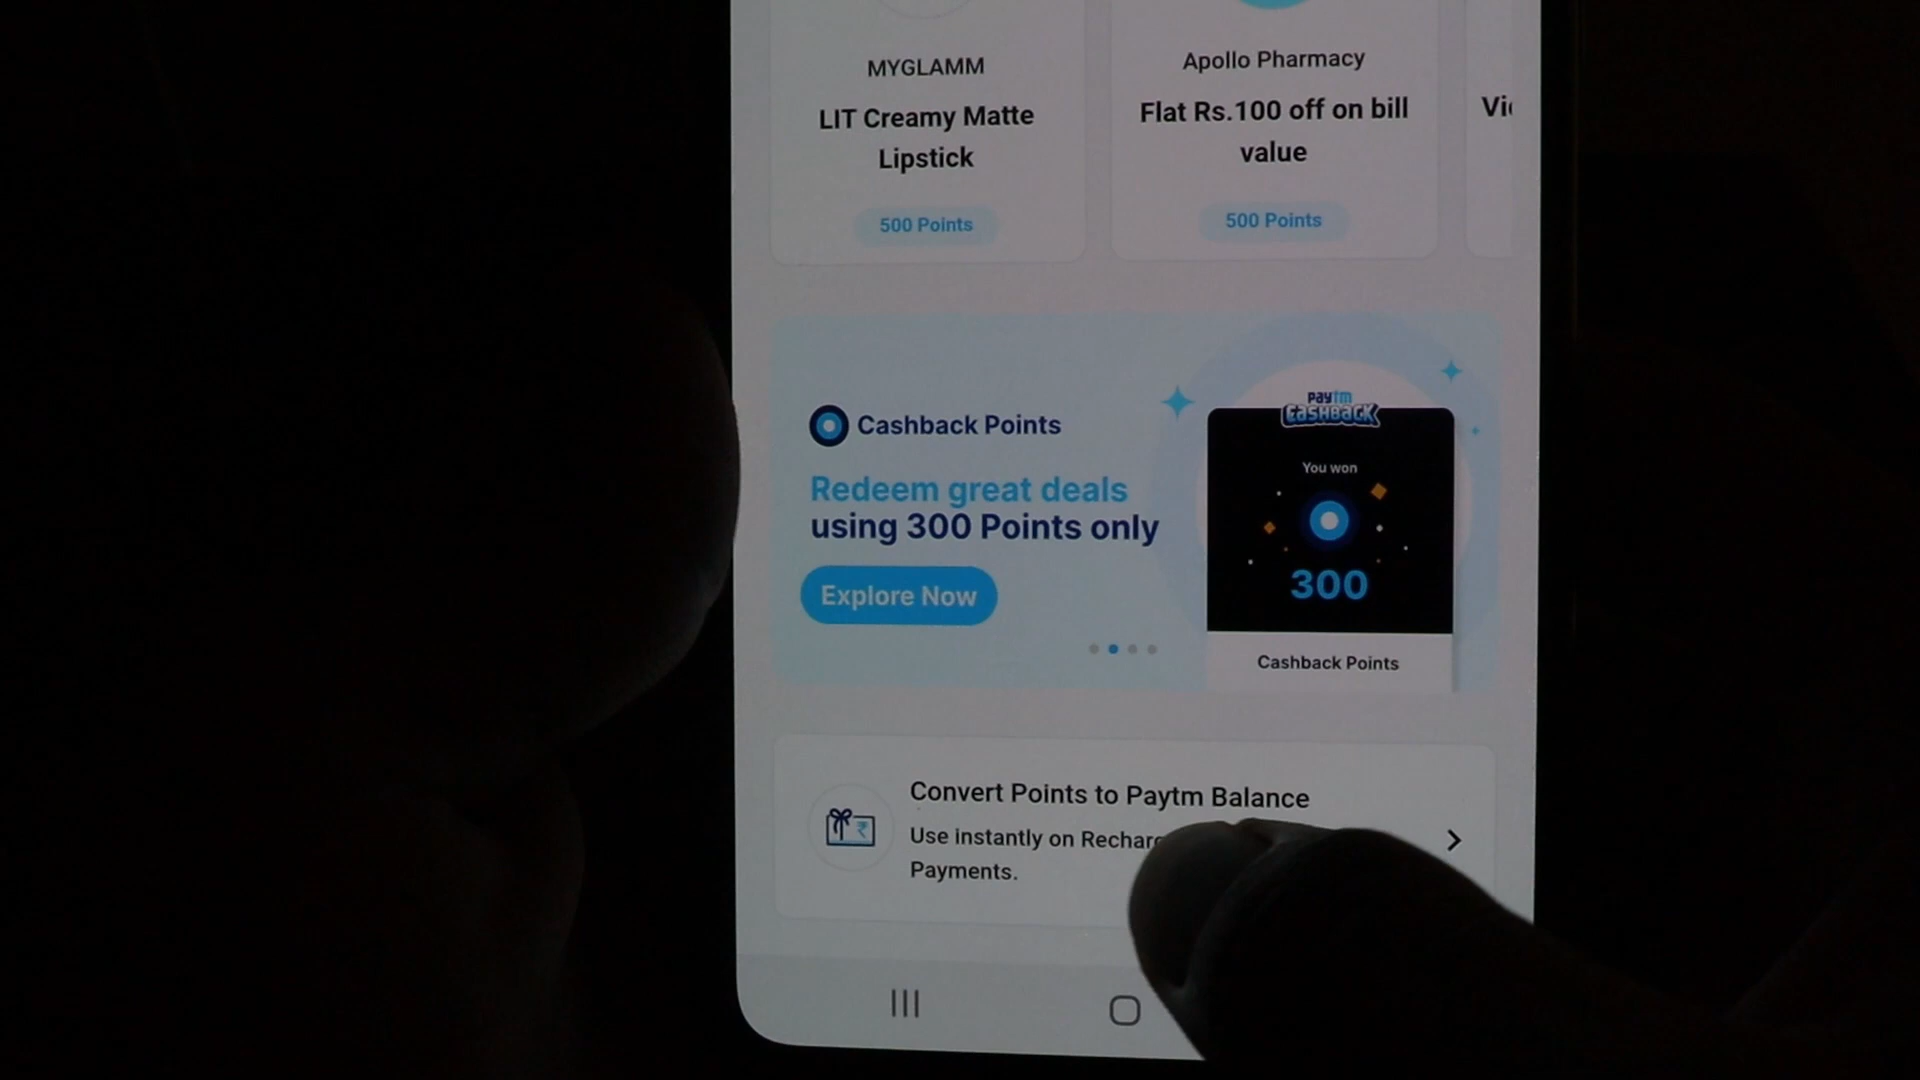 MYGLAMM
LIT Creamy Matte
Lipstick
500 Points
Apollo Pharmacy
Flat Rs.100 off on bill
value
500 Points
Cashback Points
Redeem great deals
using 300 Points only
Explore Now
paytm
CASHBACK
You won
300
Cashback Points
Convert Points to Paytm Balance
Use instantly on
Payments.